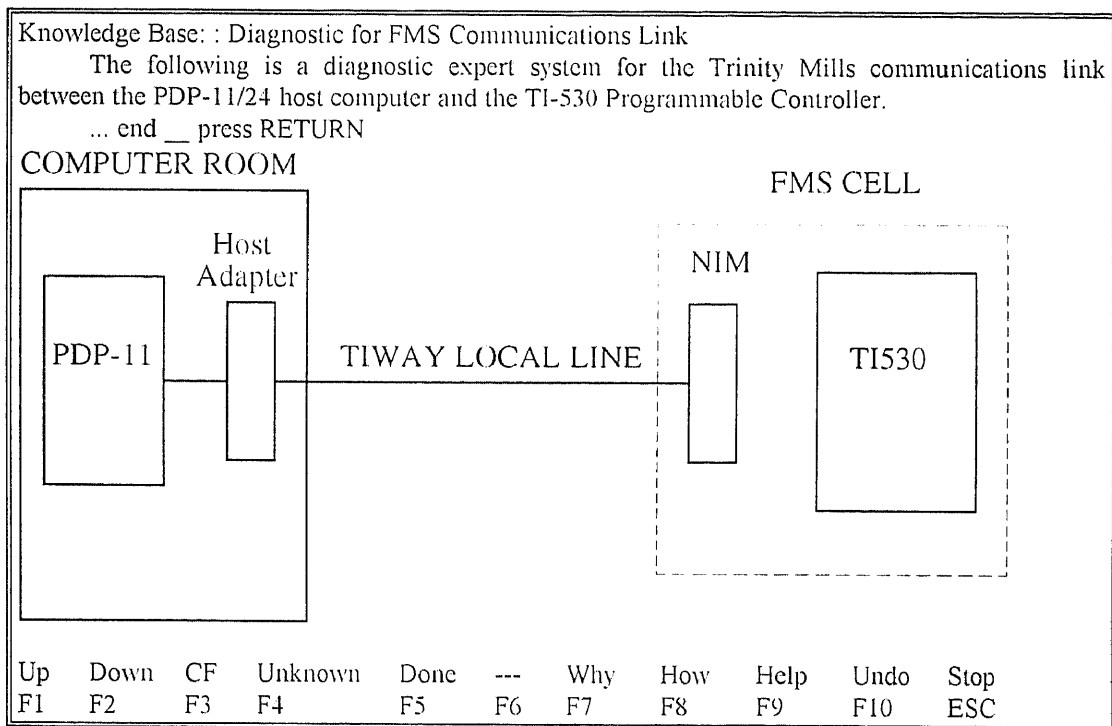 Knowledge Base: : Diagnostic for FMS Communications Link
The following is a diagnostic expert system for the Trinity Mills communications link
between the PDP-11/24 host computer and the TI-530 Programmable Controller.
... end __ press RETURN
COMPUTER ROOM
FMS CELL
Host
Adapter
NIM
PDP-11
TIWAY LOCAL LINE
TI530
Up Down CF Unknown Done --- Why How Help Undo Stop
F1 F2 F3 F4 F5 F6 F7 F8 F9 F10 ESC